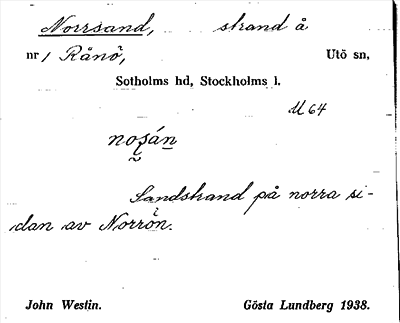 Norrsand, strand å
nr 1 Rånö, Utö sn,
Sotholms hd, Stockholms l.
M 64
Sandstrand på norra si-
dan av Norrön.
John Westin. Gösta Lundberg 1938.